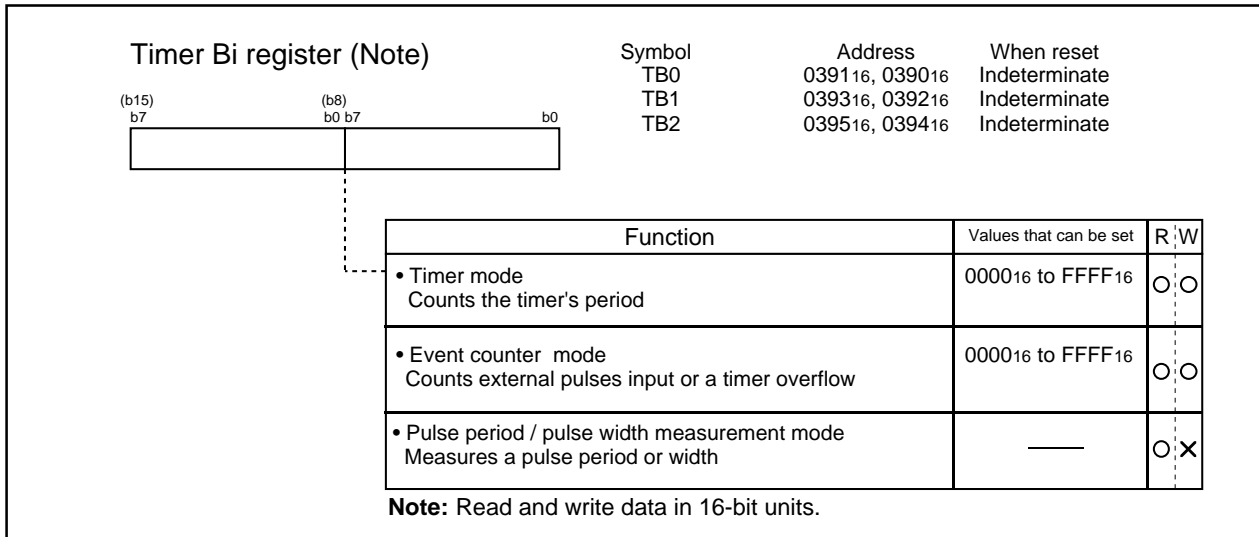 Timer Bi register (Note)
Symbol Address When reset
TB0 039116, 039016 Indeterminate
TB1 039316, 039216 Indeterminate
TB2 039516, 039416 Indeterminate
(b15) (b8)
b7 b0 b7 b0
Function Values that can be set R W
• Timer mode 000016 to FFFF16
Counts the timer's period
• Event counter mode 000016 to FFFF16
Counts external pulses input or a timer overflow
• Pulse period / pulse width measurement mode
Measures a pulse period or width
Note: Read and write data in 16-bit units.